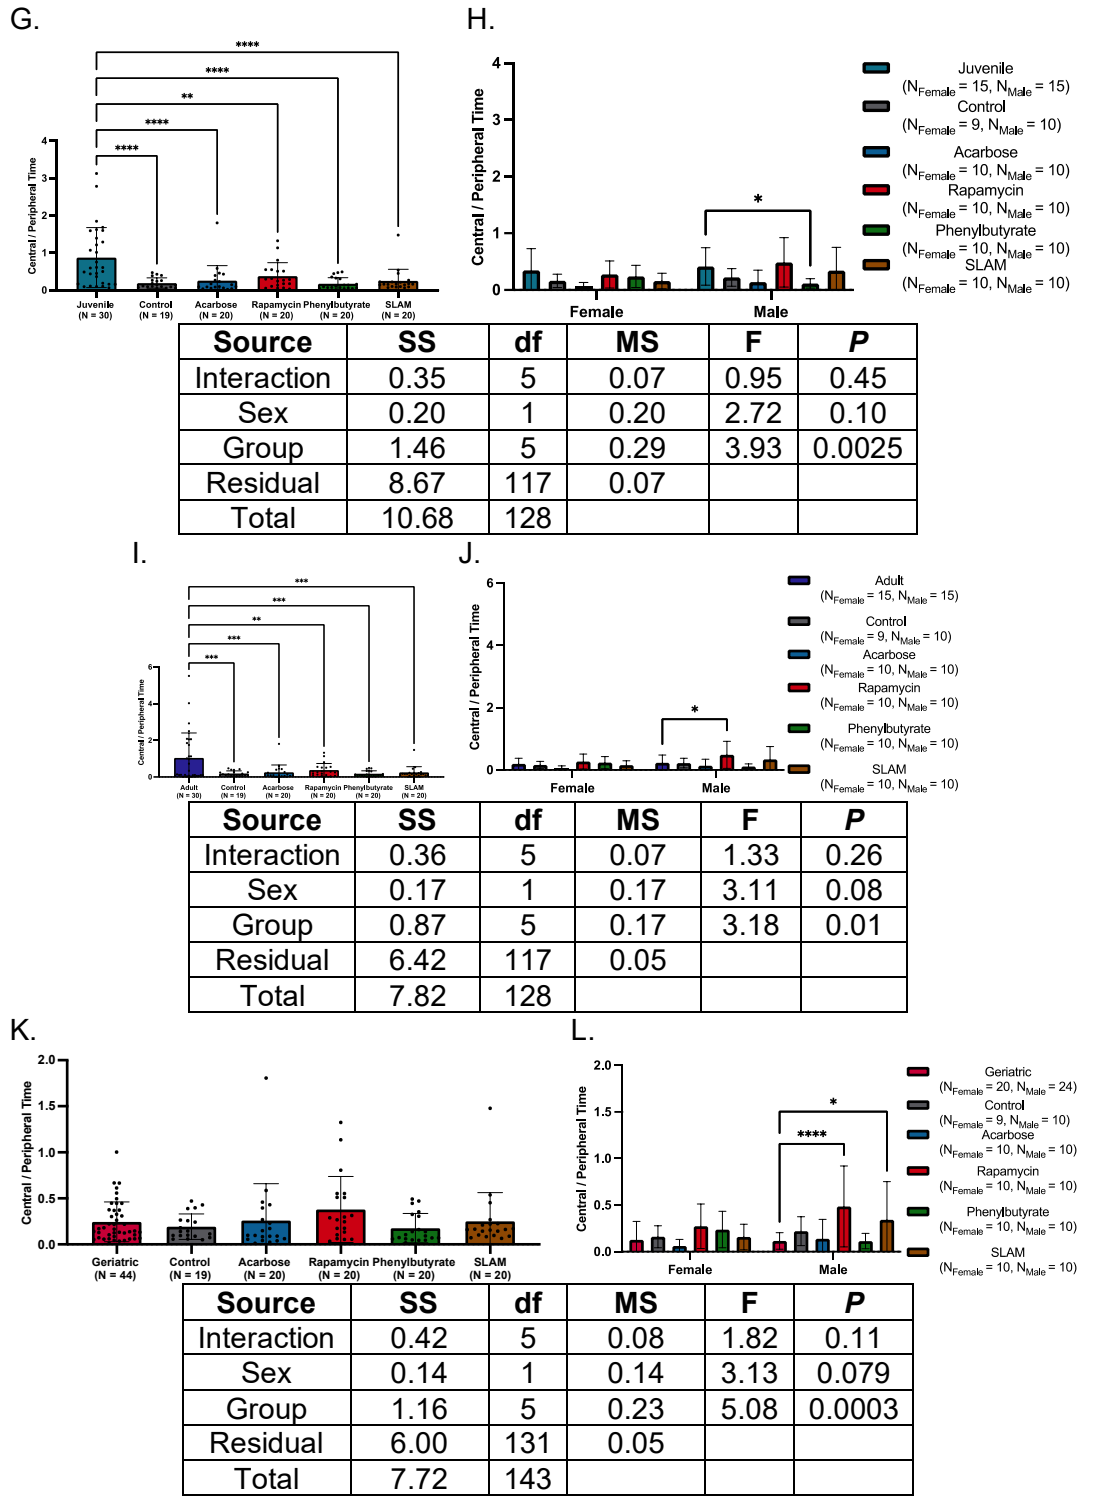 G.
****
****
**
****
****
Central / Peripheral Time
4
3
2
1
0
Juvenile Control Acarbose Rapamycin Phenylbutyrate SLAM
(N = 30) (N = 19) (N = 20) (N = 20) (N = 20) (N = 20)
H.
Central / Peripheral Time
4
3
2
1
0
*
Female Male
Juvenile
(NFemale = 15, NMale = 15)
Control
(NFemale = 9, NMale = 10)
Acarbose
(NFemale = 10, NMale = 10)
Rapamycin
(NFemale = 10, NMale = 10)
Phenylbutyrate
(NFemale = 10, NMale = 10)
SLAM
(NFemale = 10, NMale = 10)
Source SS df MS F P
Interaction 0.35 5 0.07 0.95 0.45
Sex 0.20 1 0.20 2.72 0.10
Group 1.46 5 0.29 3.93 0.0025
Residual 8.67 117 0.07
Total 10.68 128
I.
***
***
**
***
***
Central / Peripheral Time
6
4
2
0
Adult Control Acarbose Rapamycin Phenylbutyrate SLAM
(N = 30) (N = 19) (N = 20) (N = 20) (N = 20) (N = 20)
J.
Central / Peripheral Time
6
4
2
0
*
Female Male
Adult
(NFemale = 15, NMale = 15)
Control
(NFemale = 9, NMale = 10)
Acarbose
(NFemale = 10, NMale = 10)
Rapamycin
(NFemale = 10, NMale = 10)
Phenylbutyrate
(NFemale = 10, NMale = 10)
SLAM
(NFemale = 10, NMale = 10)
Source SS df MS F P
Interaction 0.36 5 0.07 1.33 0.26
Sex 0.17 1 0.17 3.11 0.08
Group 0.87 5 0.17 3.18 0.01
Residual 6.42 117 0.05
Total 7.82 128
K.
Central / Peripheral Time
2.0
1.5
1.0
0.5
0.0
Geriatric Control Acarbose Rapamycin Phenylbutyrate SLAM
(N = 44) (N = 19) (N = 20) (N = 20) (N = 20) (N = 20)
L.
Central / Peripheral Time
2.0
1.5
1.0
0.5
0.0
*
****
Female Male
Geriatric
(NFemale = 20, NMale = 24)
Control
(NFemale = 9, NMale = 10)
Acarbose
(NFemale = 10, NMale = 10)
Rapamycin
(NFemale = 10, NMale = 10)
Phenylbutyrate
(NFemale = 10, NMale = 10)
SLAM
(NFemale = 10, NMale = 10)
Source SS df MS F P
Interaction 0.42 5 0.08 1.82 0.11
Sex 0.14 1 0.14 3.13 0.079
Group 1.16 5 0.23 5.08 0.0003
Residual 6.00 131 0.05
Total 7.72 143